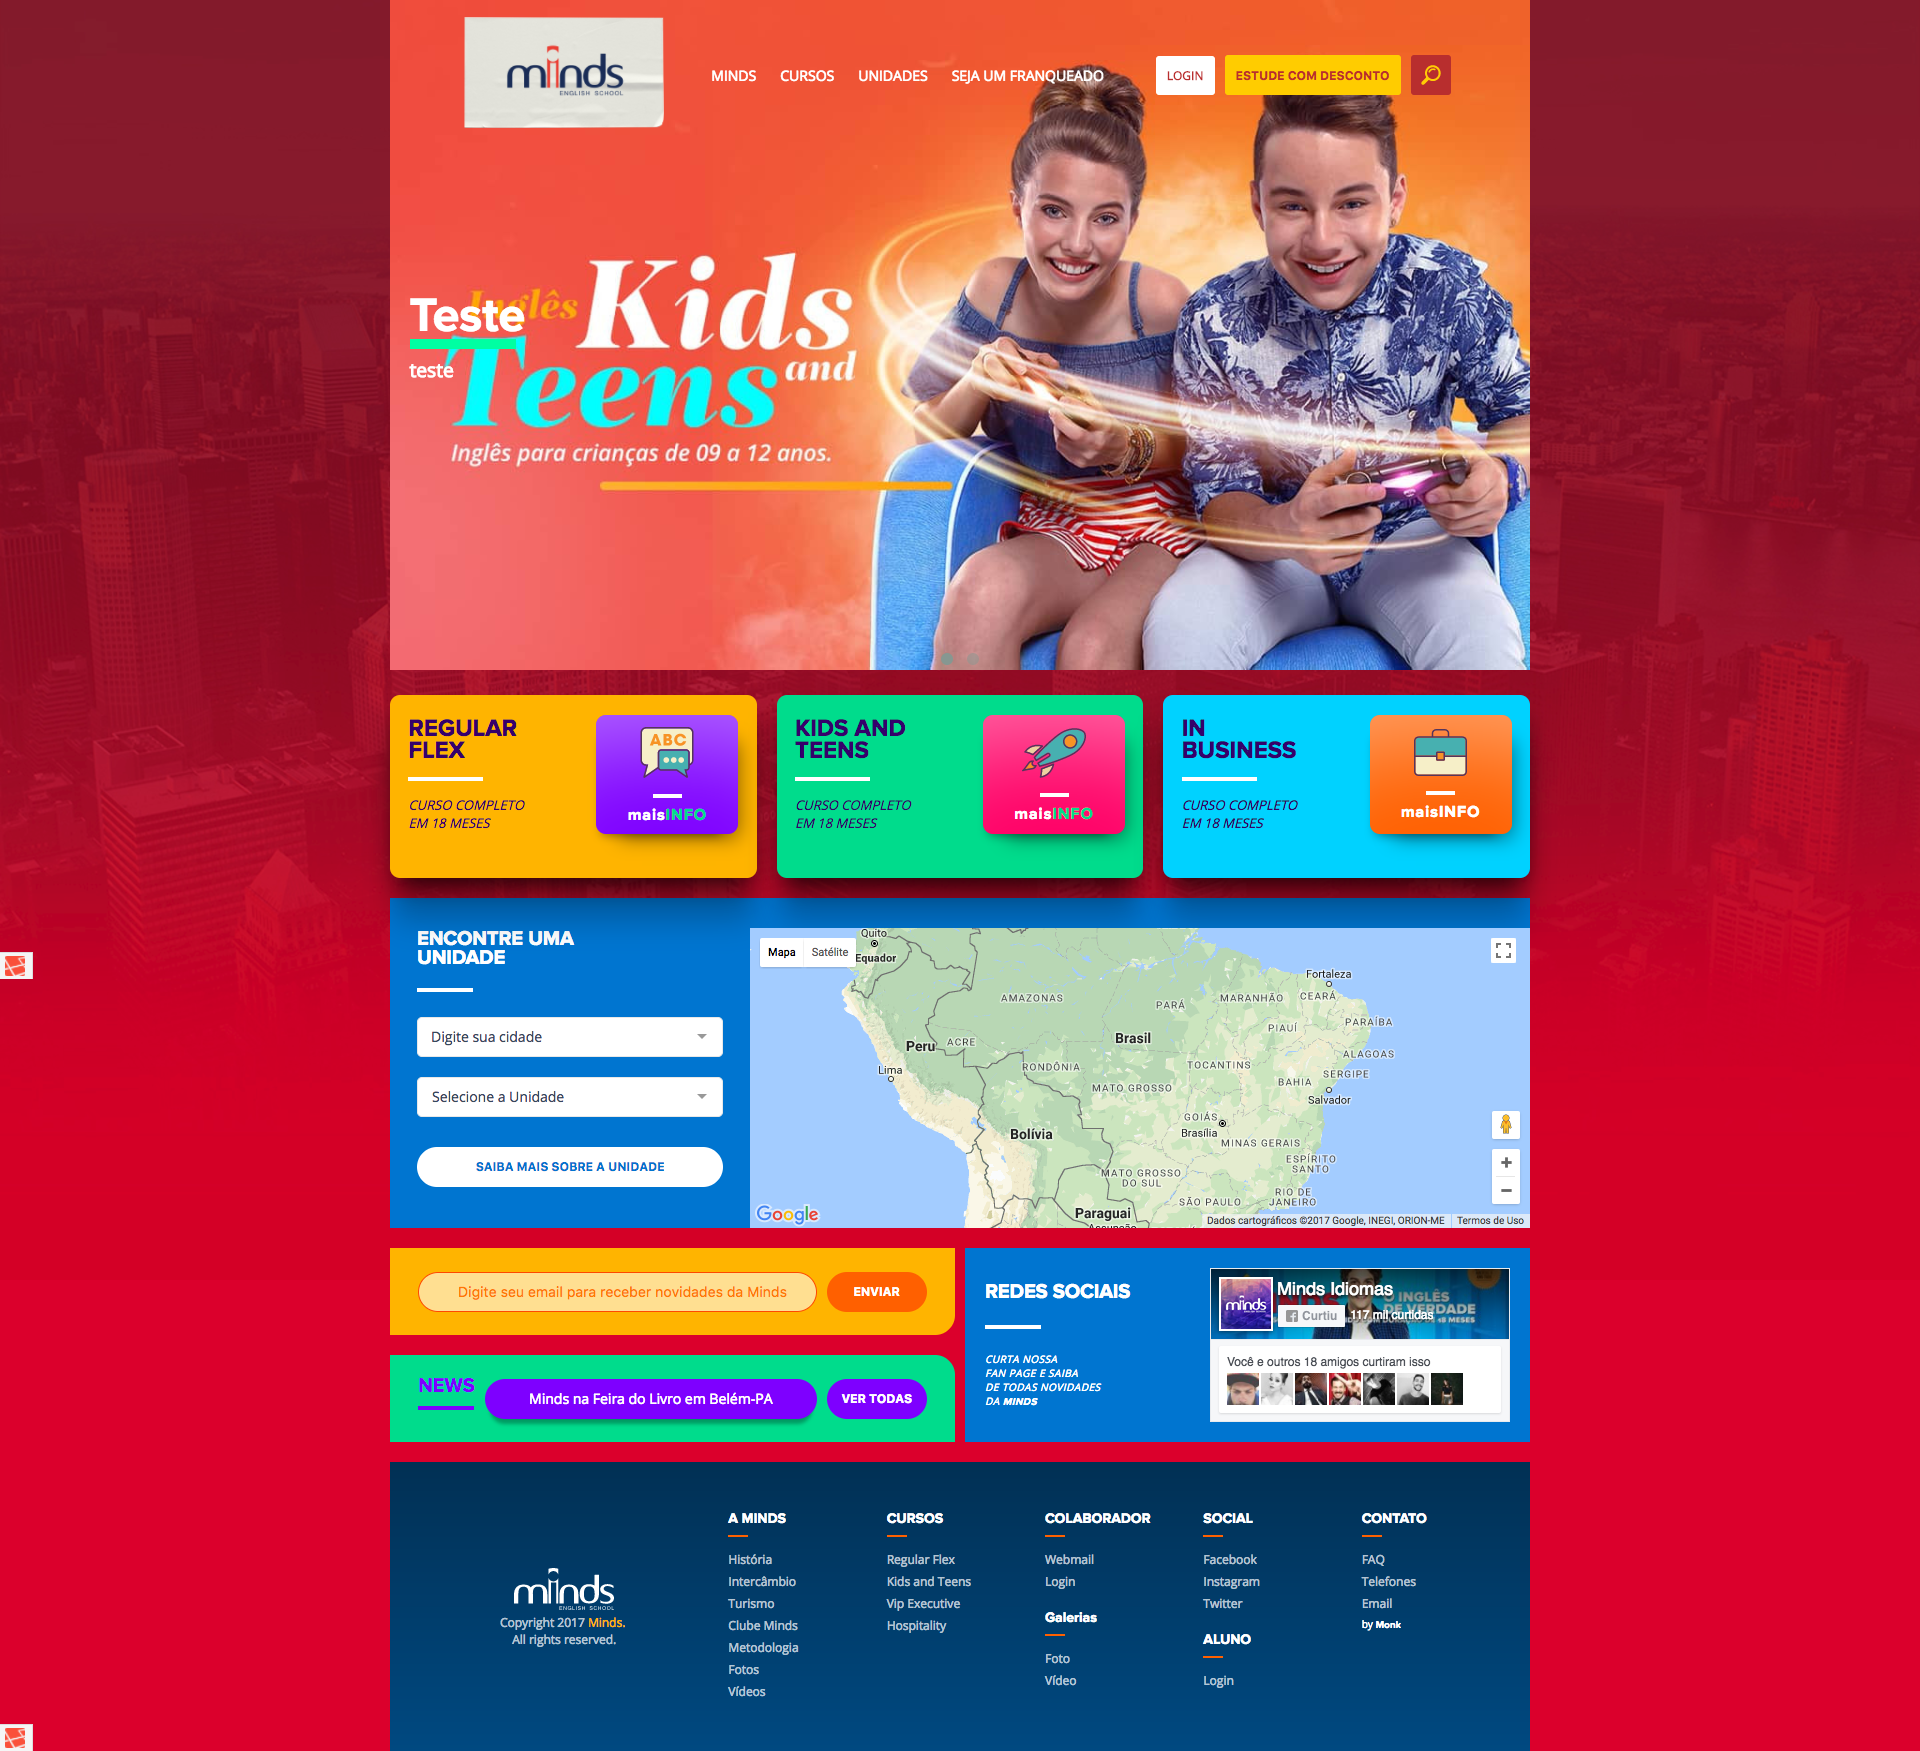 minds
ENGLISH SCHOOL
MINDS CURSOS UNIDADES SEJA UM FRANQUEADO
LOGIN
ESTUDE COM DESCONTO
Inglês Kids
and
Teens
Teste
teste
Inglês para crianças de 09 a 12 anos.
REGULAR
FLEX
CURSO COMPLETO
EM 18 MESES
ABC
maisINFO
KIDS AND
TEENS
CURSO COMPLETO
EM 18 MESES
maisINFO
IN
BUSINESS
CURSO COMPLETO
EM 18 MESES
maisINFO
ENCONTRE UMA
UNIDADE
Digite sua cidade
Selecione a Unidade
SAIBA MAIS SOBRE A UNIDADE
Mapa
Satélite
Quito
Equador
Fortaleza
AMAZONAS
PARÁ
MARANHÃO
CEARÁ
PIAUÍ
PARAÍBA
Peru
ACRE
Brasil
ALAGOAS
Lima
RONDÔNIA
TOCANTINS
SERGIPE
MATO GROSSO
BAHIA
Salvador
GOIÁS
Brasília
Bolívia
MINAS GERAIS
ESPÍRITO
SANTO
MATO GROSSO
DO SUL
SÃO PAULO
RIO DE
JANEIRO
Paraguai
Assunção
Google
Dados cartográficos ©2017 Google, INEGI, ORION-ME
Termos de Uso
Digite seu email para receber novidades da Minds
ENVIAR
NEWS
Minds na Feira do Livro em Belém-PA
VER TODAS
REDES SOCIAIS
CURTA NOSSA
FAN PAGE E SAIBA
DE TODAS NOVIDADES
DA MINDS
minds
Minds Idiomas
O INGLÊS
DE VERDADE
18 MESES
Curtiu
117 mil curtidas
Você e outros 18 amigos curtiram isso
minds
ENGLISH SCHOOL
Copyright 2017 Minds.
All rights reserved.
A MINDS
História
Intercâmbio
Turismo
Clube Minds
Metodologia
Fotos
Vídeos
CURSOS
Regular Flex
Kids and Teens
Vip Executive
Hospitality
COLABORADOR
Webmail
Login
Galerias
Foto
Vídeo
SOCIAL
Facebook
Instagram
Twitter
ALUNO
Login
CONTATO
FAQ
Telefones
Email
by Monk